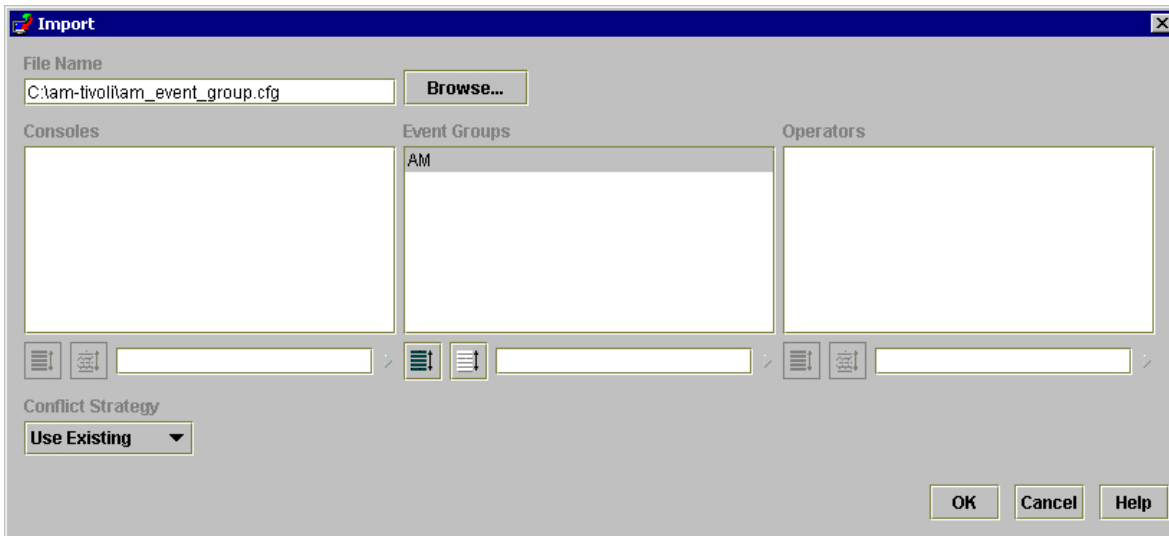 Import
File Name
C:\am-tivoli\am_event_group.cfg
Browse...
Consoles
Event Groups
Operators
AM
Conflict Strategy
Use Existing
OK
Cancel
Help